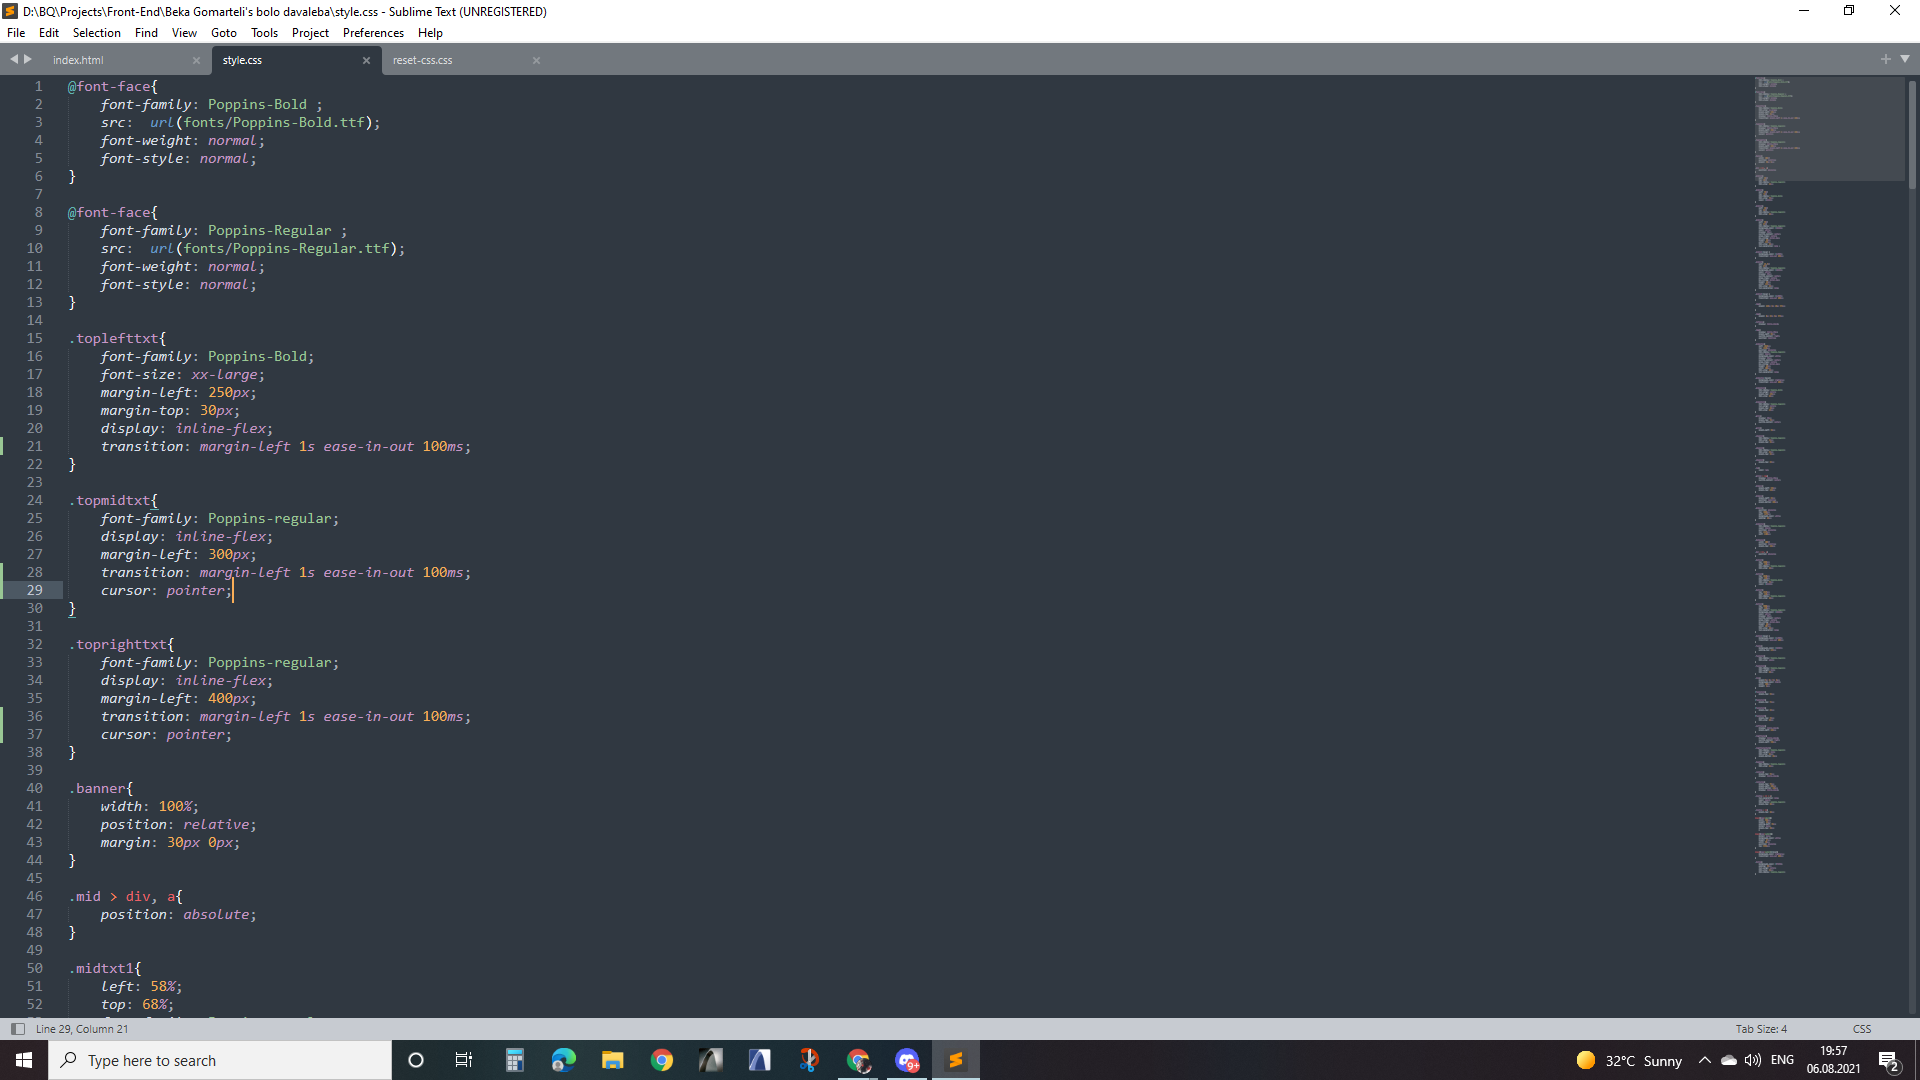 D:\BQ\Projects\Front-End\Beka Gomarteli's bolo davaleba\style.css - Sublime Text (UNREGISTERED)
File Edit Selection Find View Goto Tools Project Preferences Help
index.html style.css reset-css.css
1 @font-face{
2 font-family: Poppins-Bold ;
3 src:  url(fonts/Poppins-Bold.ttf);
4 font-weight: normal;
5 font-style: normal;
6 }
7
8 @font-face{
9 font-family: Poppins-Regular ;
10 src:  url(fonts/Poppins-Regular.ttf);
11 font-weight: normal;
12 font-style: normal;
13 }
14
15 .toplefttxt{
16 font-family: Poppins-Bold;
17 font-size: xx-large;
18 margin-left: 250px;
19 margin-top: 30px;
20 display: inline-flex;
21 transition: margin-left 1s ease-in-out 100ms;
22 }
23
24 .topmidtxt{
25 font-family: Poppins-regular;
26 display: inline-flex;
27 margin-left: 300px;
28 transition: margin-left 1s ease-in-out 100ms;
29 cursor: pointer;
30 }
31
32 .toprighttxt{
33 font-family: Poppins-regular;
34 display: inline-flex;
35 margin-left: 400px;
36 transition: margin-left 1s ease-in-out 100ms;
37 cursor: pointer;
38 }
39
40 .banner{
41 width: 100%;
42 position: relative;
43 margin: 30px 0px;
44 }
45
46 .mid > div, a{
47 position: absolute;
48 }
49
50 .midtxt1{
51 left: 58%;
52 top: 68%;
Line 29, Column 21 Tab Size: 4 CSS
Type here to search 9+ 32°C Sunny ENG 19:57
06.08.2021 2